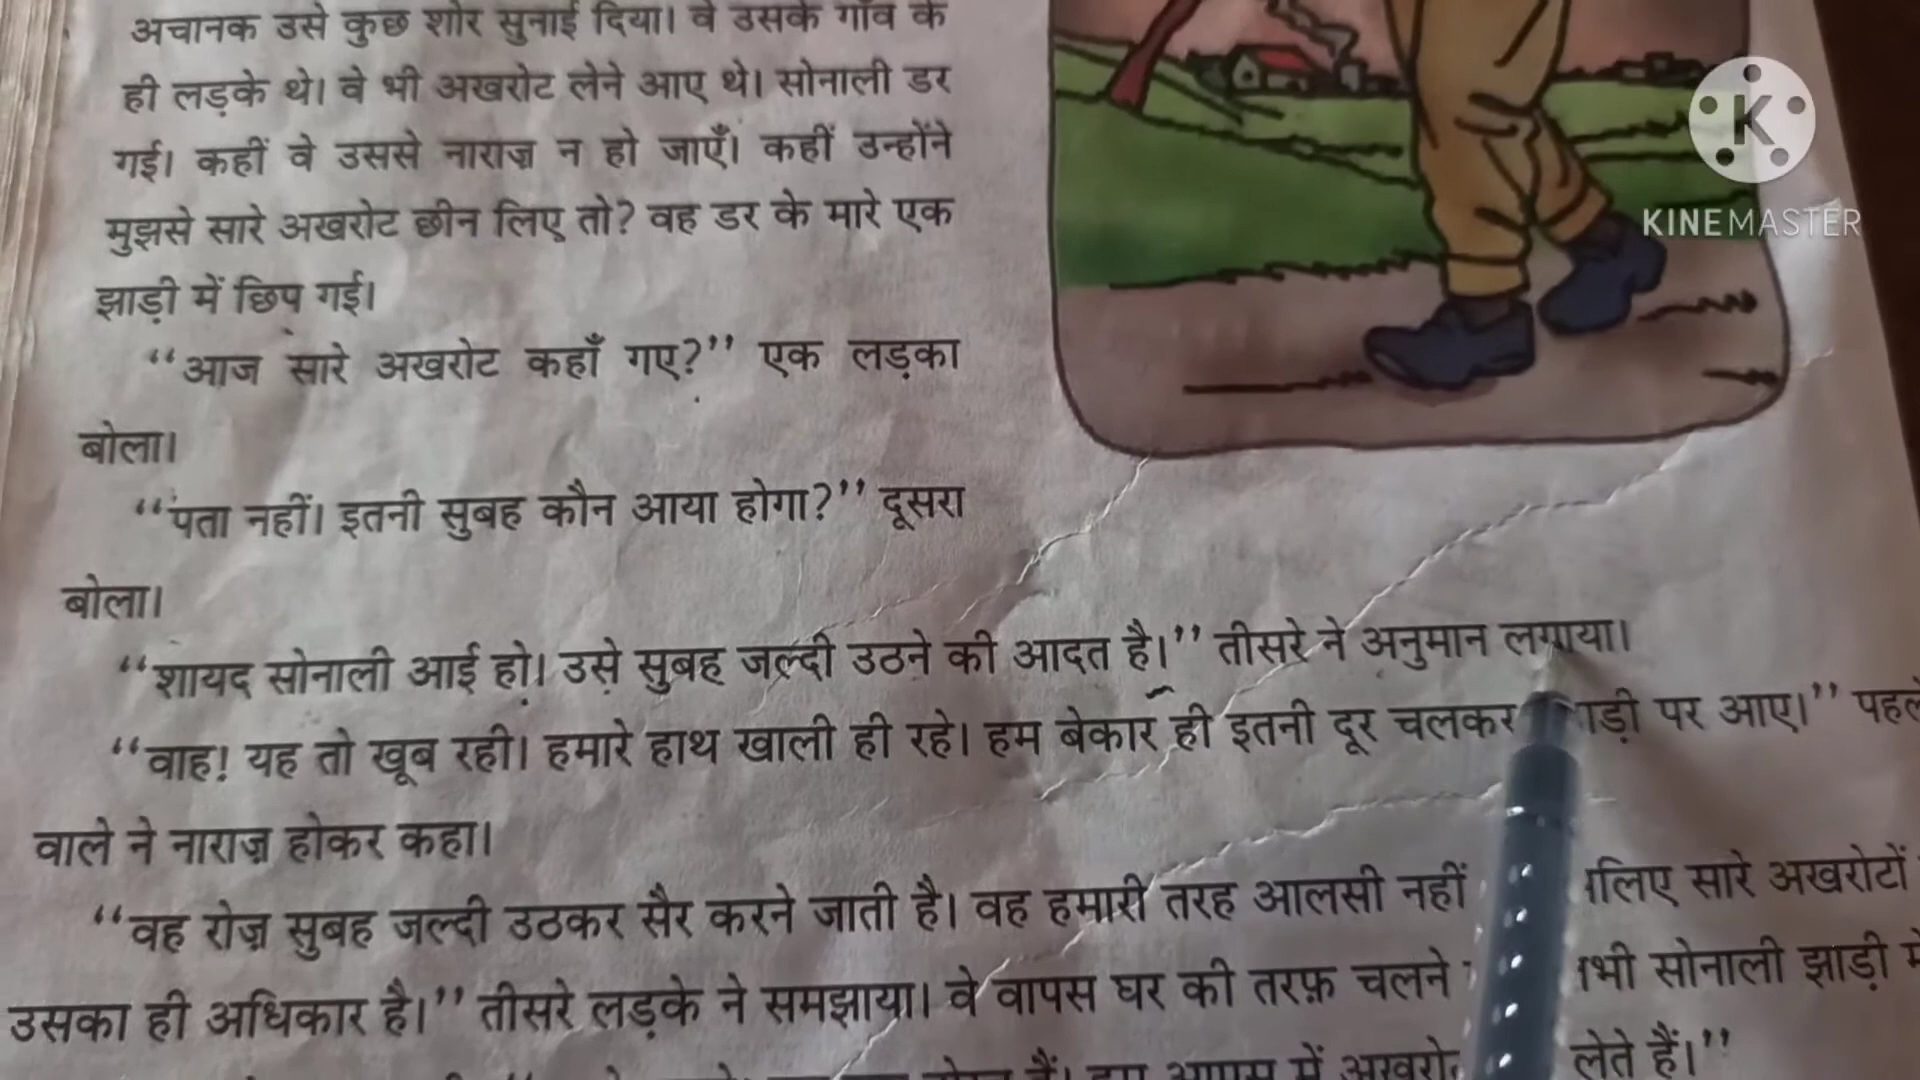 अचानक उसे कुछ शोर सुनाई दिया। वे उसके गाँव के
ही लड़के थे। वे भी अखरोट लेने आए थे। सोनाली डर
गई। कहीं वे उससे नाराज़ न हो जाएँ। कहीं उन्होंने
मुझसे सारे अखरोट छीन लिए तो? वह डर के मारे एक
झाड़ी में छिप गई।
“आज सारे अखरोट कहाँ गए?” एक लड़का
बोला।
“पता नहीं। इतनी सुबह कौन आया होगा?” दूसरा
बोला।
“शायद सोनाली आई हो। उसे सुबह जल्दी उठने की आदत है।” तीसरे ने अनुमान लगाया।
“वाह! यह तो खूब रही। हमारे हाथ खाली ही रहे। हम बेकार ही इतनी दूर चलकर पर आए।”
वाले ने नाराज़ होकर कहा।
“वह रोज़ सुबह जल्दी उठकर सैर करने जाती है। वह हमारी तरह आलसी नहीं सारे अखरोटों
उसका ही अधिकार है।” तीसरे लड़के ने समझाया। वे वापस घर की तरफ़ चलने सोनाली झाड़ी में
में लेते हैं।”
K
KINEMASTER